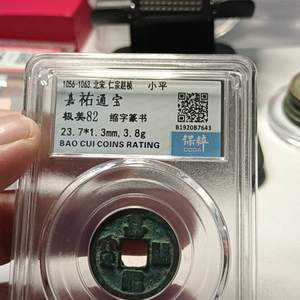 1056-1063 北宋 仁宗赵祯 小平
嘉祐通宝
极美82 缩字篆书
23.7*1.3mm, 3.8g
BAO CUI COINS RATING
B192087643
保粹